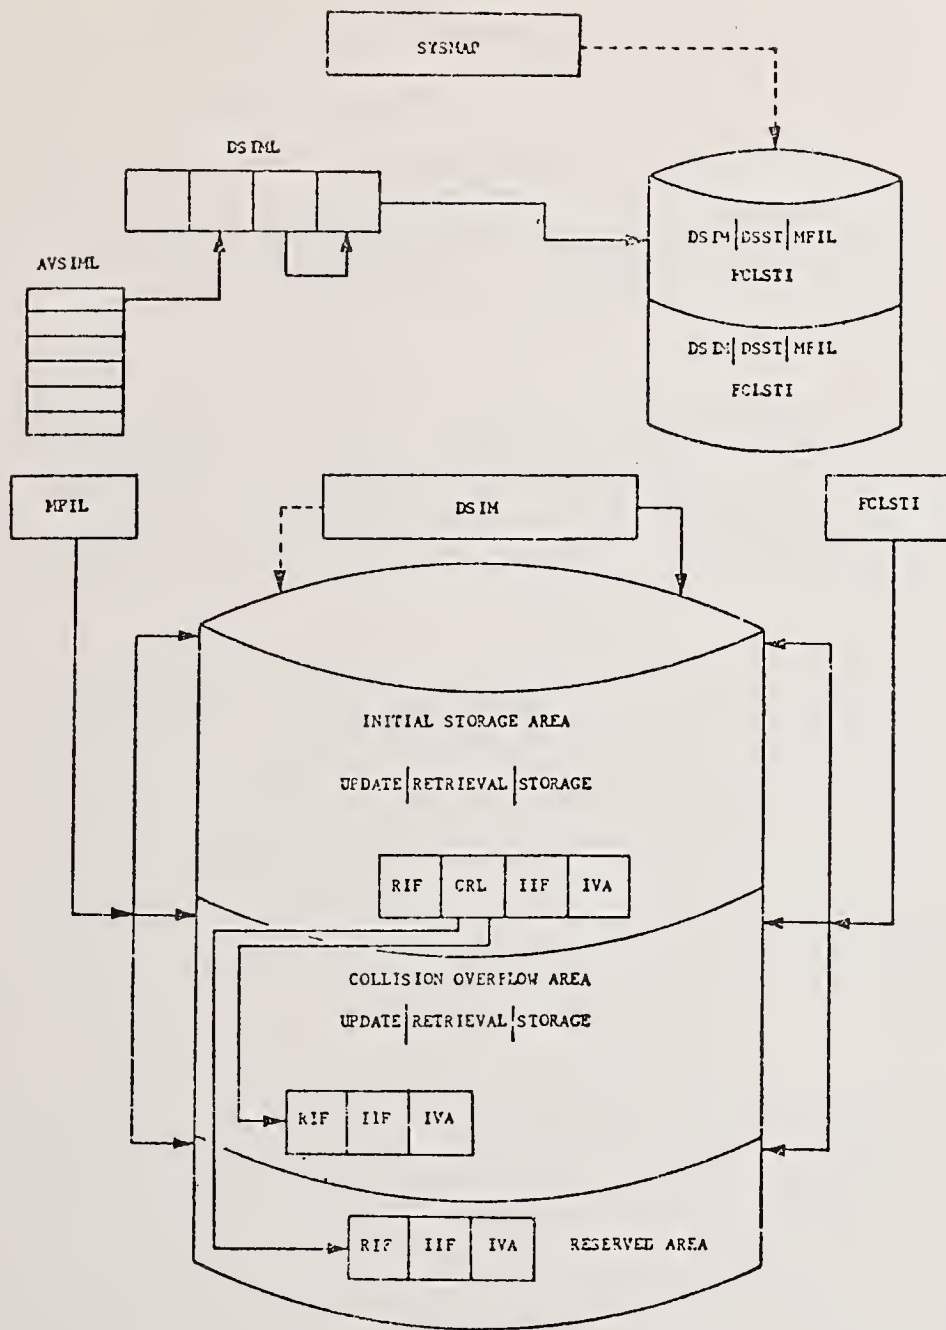 SYSMAP
DSIML
AVSIML
DSIM|DSST|MFIL
FCLSTI
DSIM|DSST|MFIL
FCLSTI
MFIL
DSIM
FCLSTI
INITIAL STORAGE AREA
UPDATE|RETRIEVAL|STORAGE
RIF CRL IIF IVA
COLLISION OVERFLOW AREA
UPDATE|RETRIEVAL|STORAGE
RIF IIF IVA
RIF IIF IVA RESERVED AREA